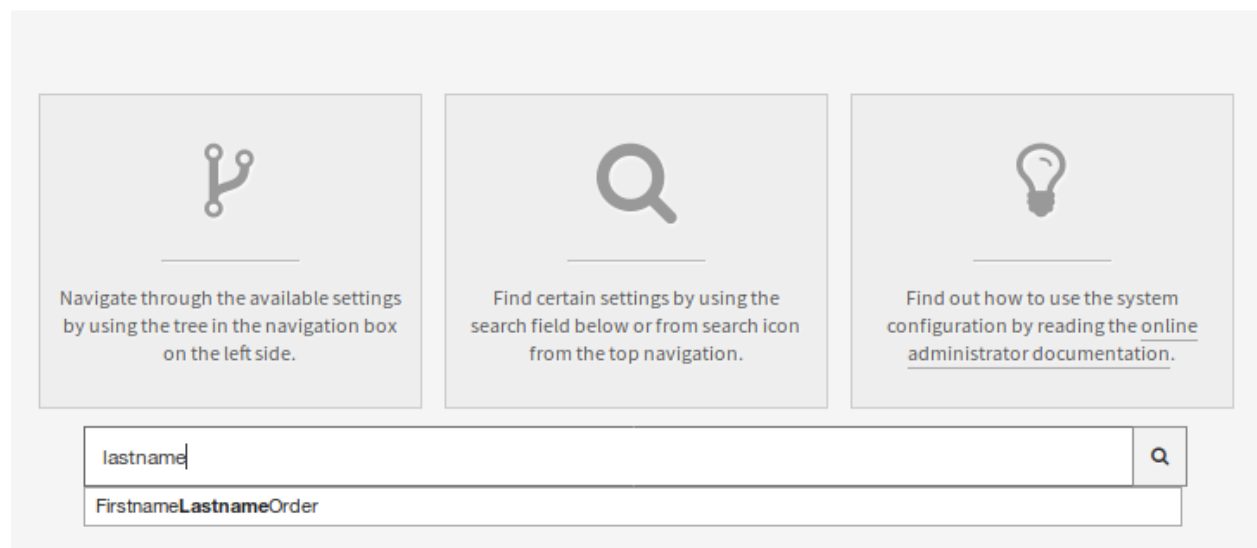 Navigate through the available settings
by using the tree in the navigation box
on the left side.
Find certain settings by using the
search field below or from search icon
from the top navigation.
Find out how to use the system
configuration by reading the online
administrator documentation.
lastname
FirstnameLastnameOrder